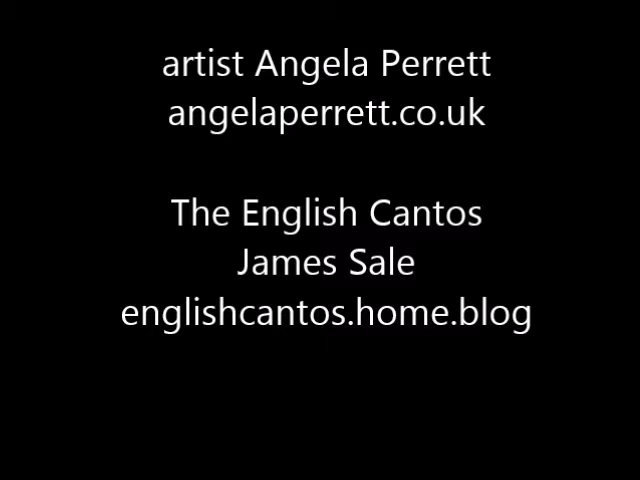 artist Angela Perrett
angelaperrett.co.uk
The English Cantos
James Sale
englishcantos.home.blog